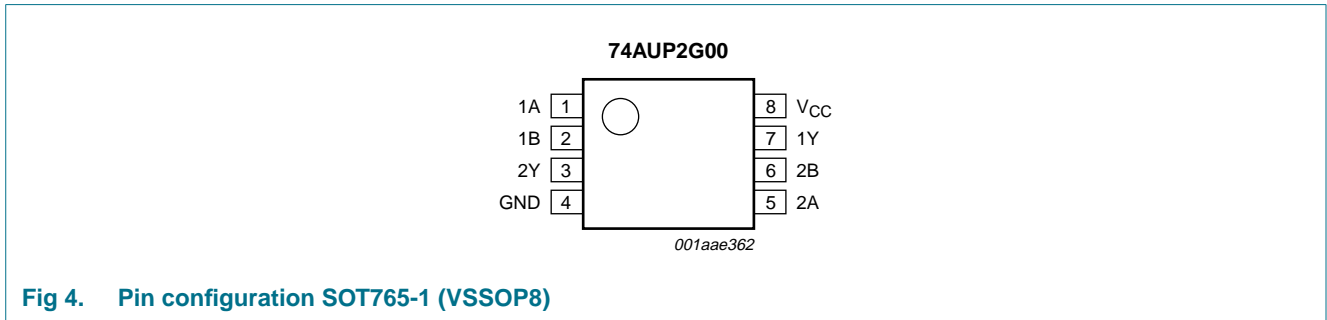 74AUP2G00
1A 1 8 VCC
1B 2 7 1Y
2Y 3 6 2B
GND 4 5 2A
001aae362
Fig 4. Pin configuration SOT765-1 (VSSOP8)